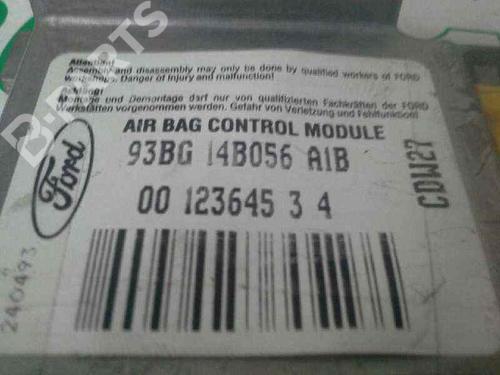 Attention!
Assembly and disassembly may only be done by qualified workers of FORD
workshops. Danger of injury and malfunction!
Achtung!
Montage und Demontage darf nur von qualifizierten Fachkräften der FORD
Werkstätten vorgenommen werden. Gefahr von Verletzung und Fehlfunktion!
AIR BAG CONTROL MODULE
93BG 14B056 A1B
00 123645 3 4
Ford
CDW27
240493
B-PARTS